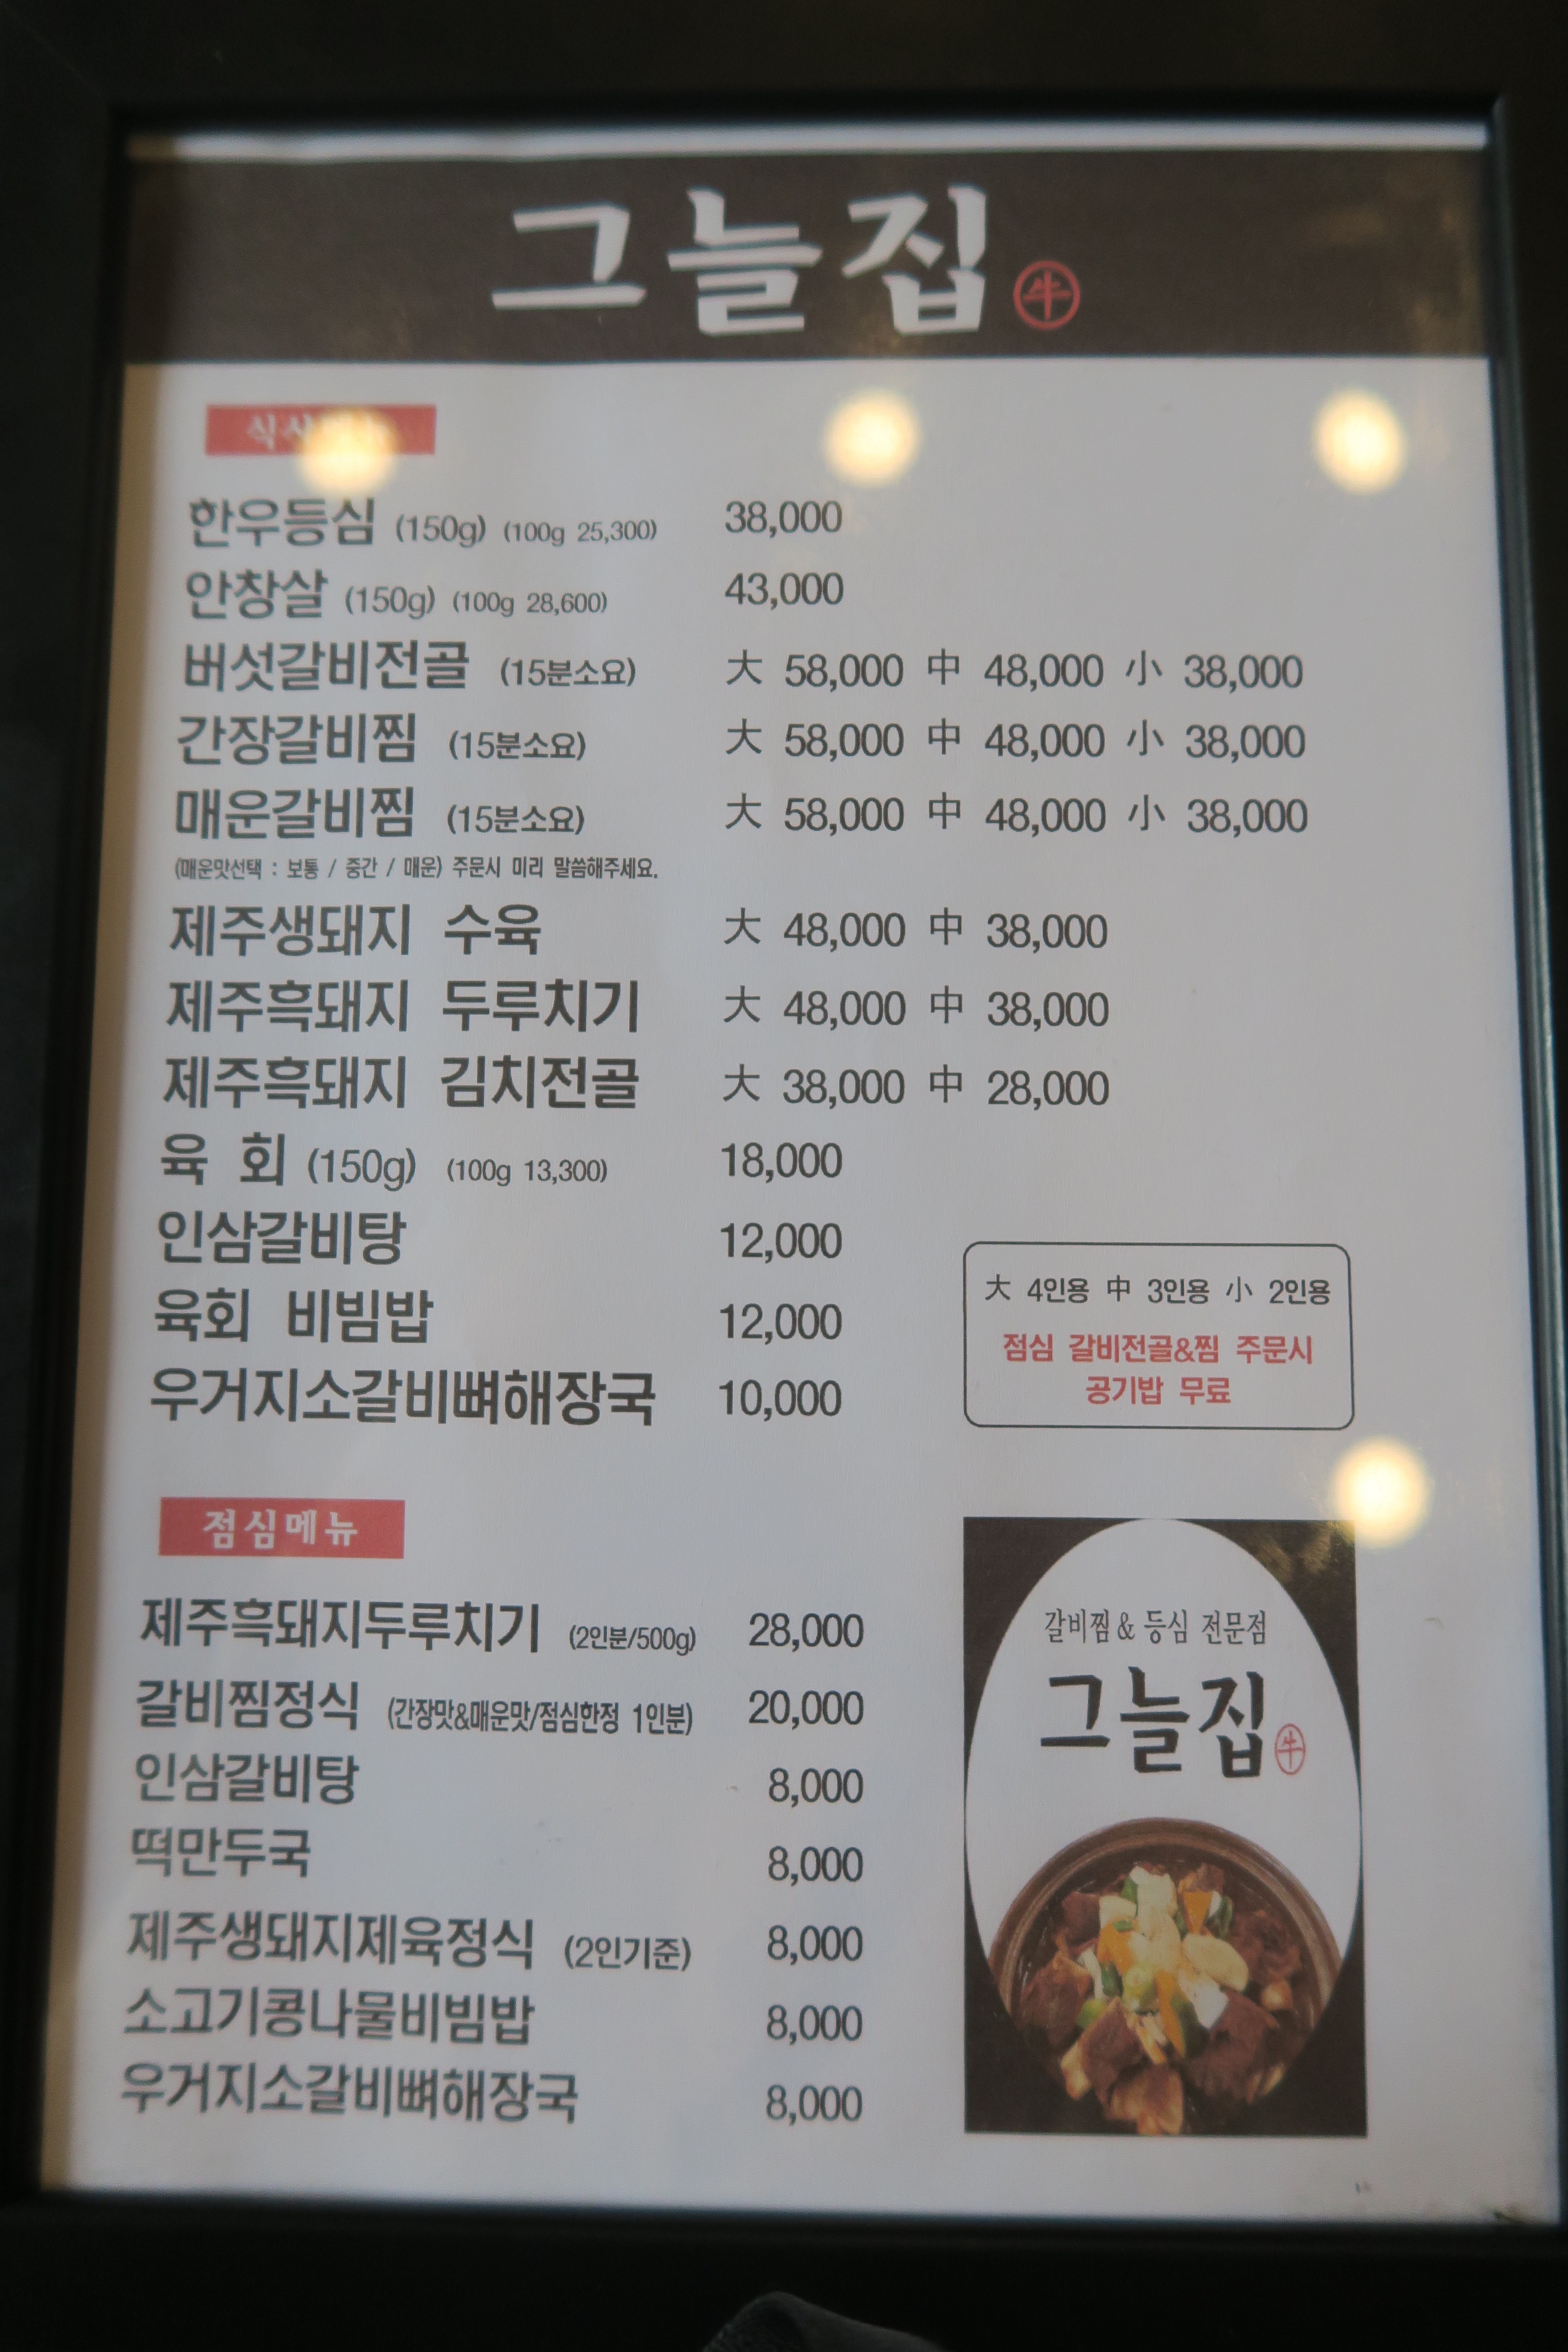 그늘집 牛
식사메뉴
한우등심 (150g) (100g 25,300) 38,000
안창살 (150g) (100g 28,600) 43,000
버섯갈비전골 (15분소요) 大 58,000 中 48,000 小 38,000
간장갈비찜 (15분소요) 大 58,000 中 48,000 小 38,000
매운갈비찜 (15분소요) 大 58,000 中 48,000 小 38,000
(매운맛선택 : 보통 / 중간 / 매운) 주문시 미리 말씀해주세요.
제주생돼지 수육 大 48,000 中 38,000
제주흑돼지 두루치기 大 48,000 中 38,000
제주흑돼지 김치전골 大 38,000 中 28,000
육 회 (150g) (100g 13,300) 18,000
인삼갈비탕 12,000
육회 비빔밥 12,000
우거지소갈비뼈해장국 10,000
大 4인용 中 3인용 小 2인용
점심 갈비전골&찜 주문시
공기밥 무료
점심메뉴
제주흑돼지두루치기 (2인분/500g) 28,000
갈비찜정식 (간장맛&매운맛/점심한정 1인분) 20,000
인삼갈비탕 8,000
떡만두국 8,000
제주생돼지제육정식 (2인기준) 8,000
소고기콩나물비빔밥 8,000
우거지소갈비뼈해장국 8,000
갈비찜 & 등심 전문점
그늘집 牛